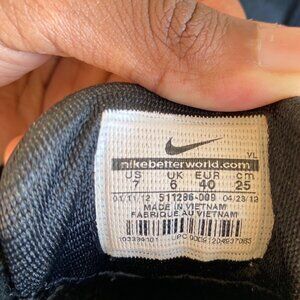 VL
nikebetterworld.com
US UK EUR cm
7 6 40 25
01/11/12 511286-009 04/23/12
MADE IN VIETNAM
FABRIQUE AU VIETNAM